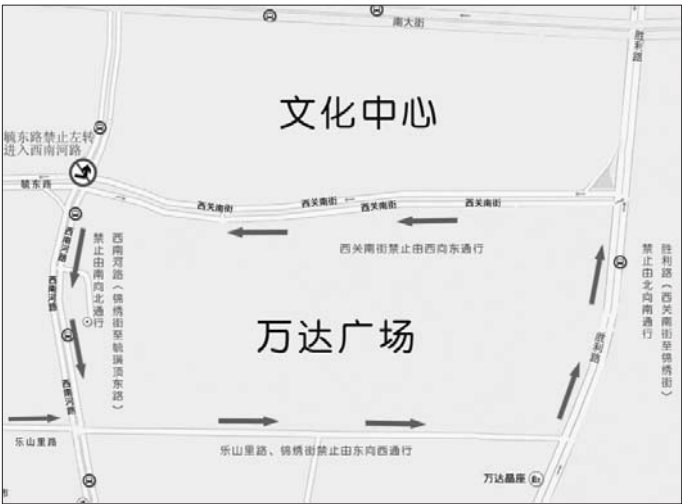 南大街
胜利路
文化中心
毓东路禁止左转
进入西南河路
毓东路
西关南街
西关南街
西关南街
西关南街
西关南街禁止由西向东通行
西南河路
西南河路(锦绣街至毓璜顶东路)
禁止由南向北通行
西南河路
西南河路
胜利路(西关南街至锦绣街)
禁止由北向南通行
万达广场
胜利路
乐山里路
乐山里路、锦绣街禁止由东向西通行
万达晶座